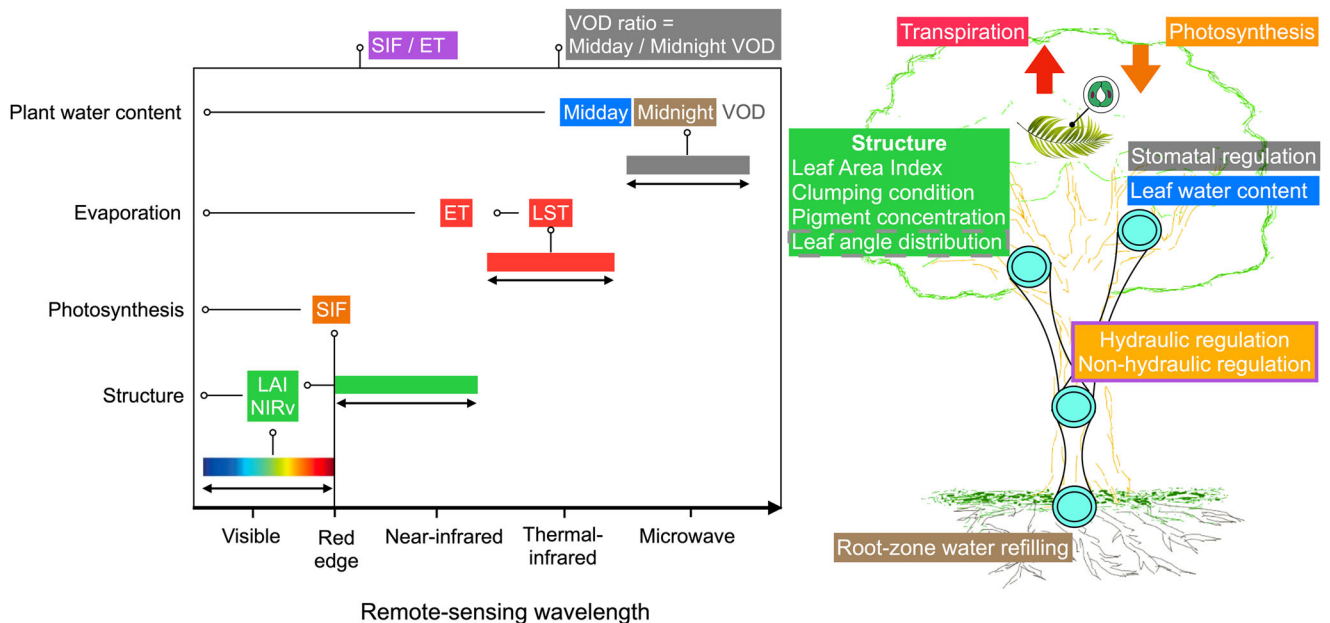 SIF / ET
VOD ratio =
Midday / Midnight VOD
Plant water content
Midday Midnight VOD
Evaporation
ET
LST
Photosynthesis
SIF
Structure
LAI
NIRv
Visible
Red
edge
Near-infrared
Thermal-
infrared
Microwave
Remote-sensing wavelength
Transpiration
Photosynthesis
Structure
Leaf Area Index
Clumping condition
Pigment concentration
Leaf angle distribution
Stomatal regulation
Leaf water content
Hydraulic regulation
Non-hydraulic regulation
Root-zone water refilling